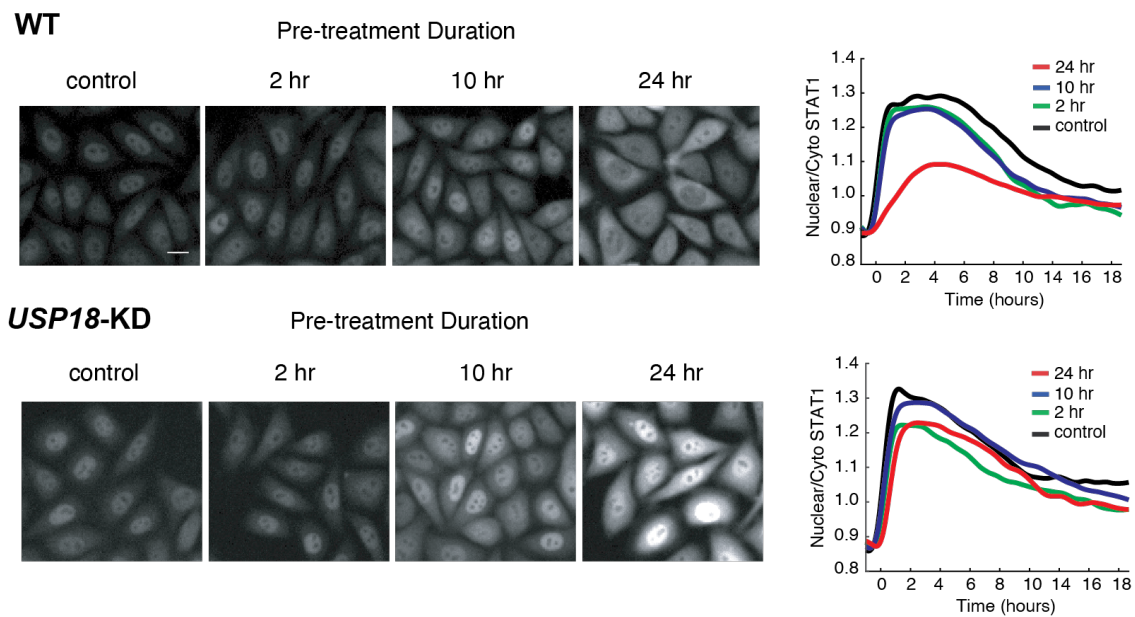 WT
Pre-treatment Duration
control 2 hr 10 hr 24 hr
Nuclear/Cyto STAT1
1.4
1.3
1.2
1.1
1.0
0.9
0.8
24 hr
10 hr
2 hr
control
0 2 4 6 8 10 12 14 16 18
Time (hours)
USP18-KD
Pre-treatment Duration
control 2 hr 10 hr 24 hr
Nuclear/Cyto STAT1
1.4
1.3
1.2
1.1
1.0
0.9
0.8
24 hr
10 hr
2 hr
control
0 2 4 6 8 10 12 14 16 18
Time (hours)